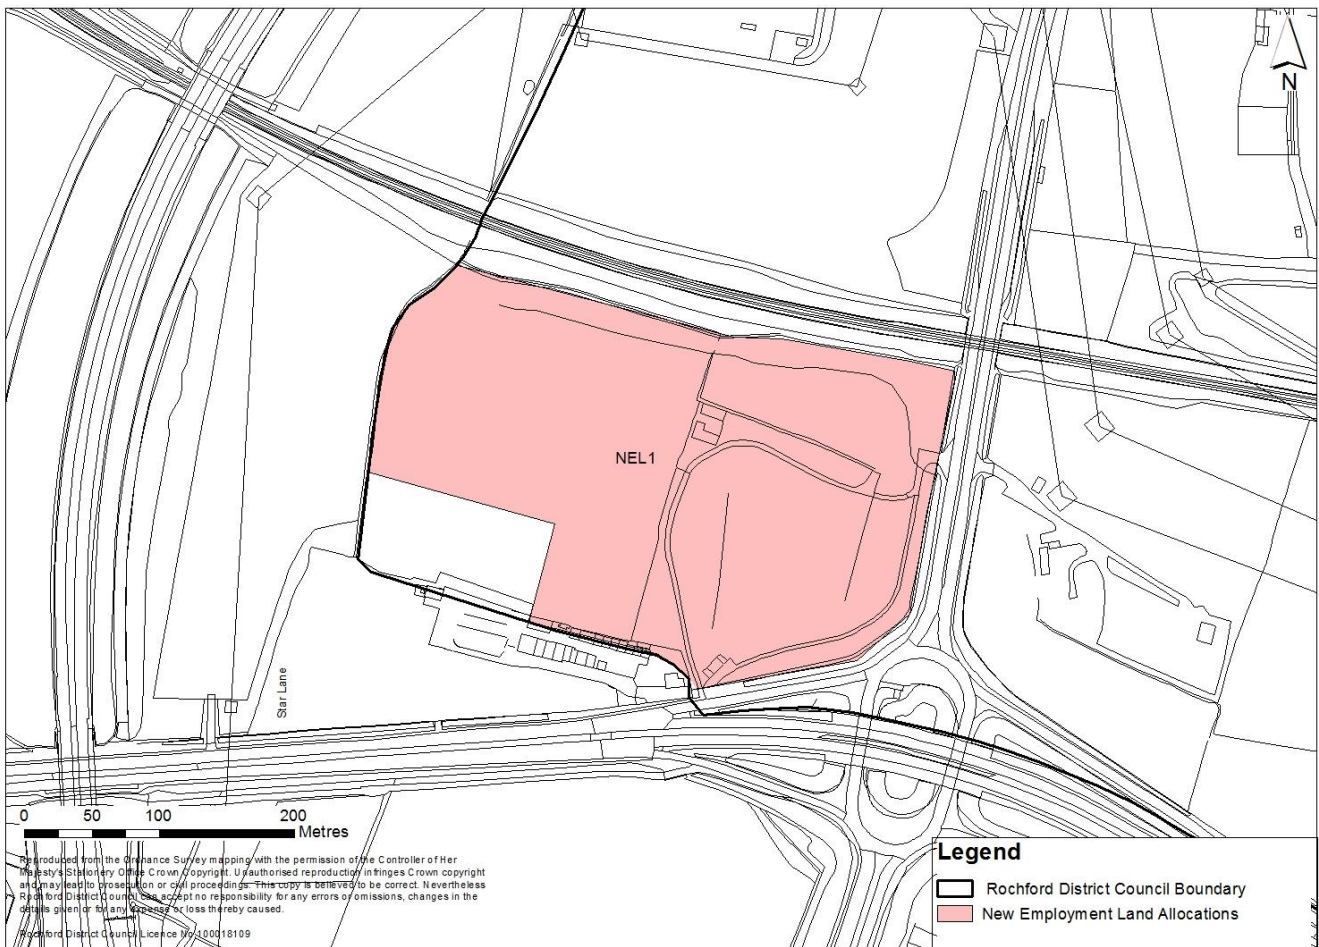 N
NEL1
Star Lane
0 50 100 200
Metres
Reproduced from the Ordnance Survey mapping with the permission of the Controller of Her
Majesty's Stationery Office Crown Copyright. Unauthorised reproduction infringes Crown copyright
and may lead to prosecution or civil proceedings. This copy is believed to be correct. Nevertheless
Rochford District Council can accept no responsibility for any errors or omissions, changes in the
details given or for any expense or loss thereby caused.
Rochford District Council Licence No.100018109
Legend
Rochford District Council Boundary
New Employment Land Allocations